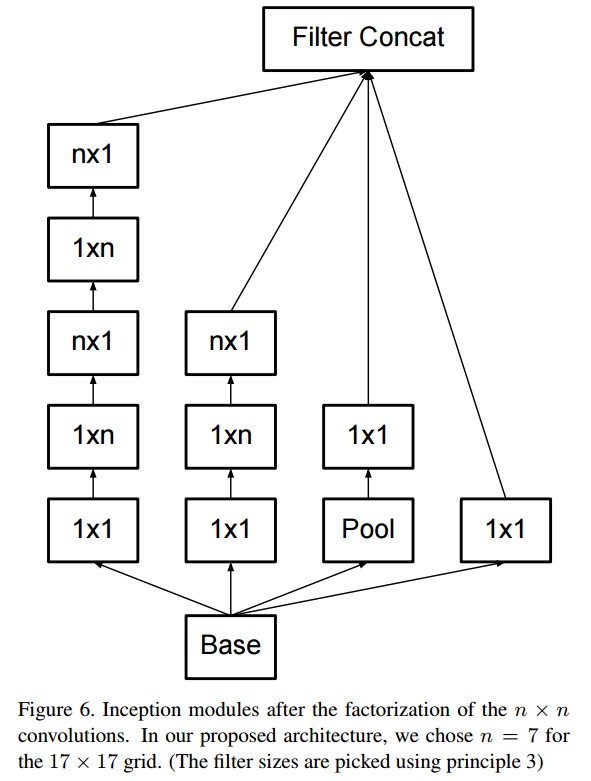 Filter Concat
nx1
1xn
nx1
nx1
1xn
1xn
1x1
1x1
1x1
Pool
1x1
Base
Figure 6. Inception modules after the factorization of the n × n
convolutions. In our proposed architecture, we chose n = 7 for
the 17 × 17 grid. (The filter sizes are picked using principle 3)